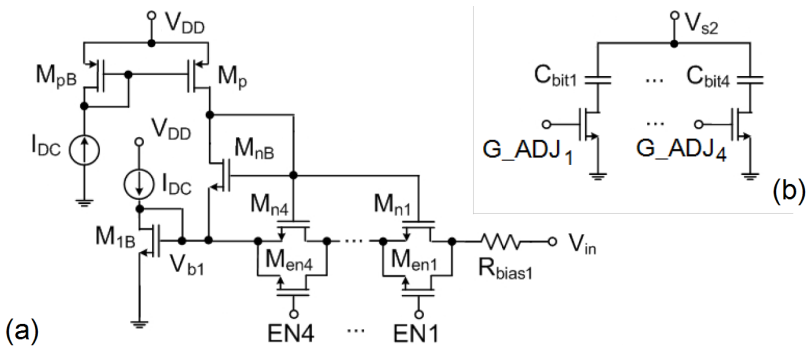 V_DD
M_pB
M_p
I_DC
V_DD
I_DC
M_nB
M_1B
V_b1
M_n4
M_n1
M_en4
M_en1
...
EN4 ... EN1
R_bias1
V_in
(a)
V_s2
C_bit1 ... C_bit4
...
G_ADJ_1
G_ADJ_4
(b)